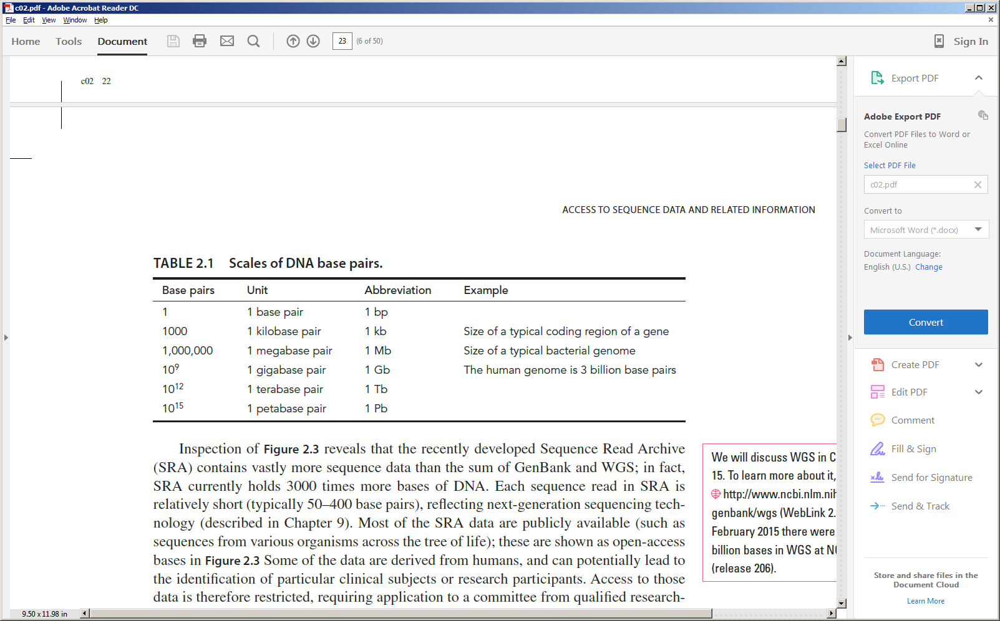 c02.pdf - Adobe Acrobat Reader DC
File Edit View Window Help
Home Tools Document 23 (6 of 50) Sign In
c02 22
ACCESS TO SEQUENCE DATA AND RELATED INFORMATION
TABLE 2.1 Scales of DNA base pairs.
Base pairs Unit Abbreviation Example
1 1 base pair 1 bp
1000 1 kilobase pair 1 kb Size of a typical coding region of a gene
1,000,000 1 megabase pair 1 Mb Size of a typical bacterial genome
10⁹ 1 gigabase pair 1 Gb The human genome is 3 billion base pairs
10¹² 1 terabase pair 1 Tb
10¹⁵ 1 petabase pair 1 Pb
Inspection of Figure 2.3 reveals that the recently developed Sequence Read Archive
(SRA) contains vastly more sequence data than the sum of GenBank and WGS; in fact,
SRA currently holds 3000 times more bases of DNA. Each sequence read in SRA is
relatively short (typically 50–400 base pairs), reflecting next-generation sequencing tech-
nology (described in Chapter 9). Most of the SRA data are publicly available (such as
sequences from various organisms across the tree of life); these are shown as open-access
bases in Figure 2.3 Some of the data are derived from humans, and can potentially lead to
the identification of particular clinical subjects or research participants. Access to those
data is therefore restricted, requiring application to a committee from qualified research-
We will discuss WGS in C
15. To learn more about it,
http://www.ncbi.nlm.nih
genbank/wgs (WebLink 2.
February 2015 there were
billion bases in WGS at N
(release 206).
9.50 x 11.98 in
Export PDF
Adobe Export PDF
Convert PDF Files to Word or
Excel Online
Select PDF File
c02.pdf
Convert to
Microsoft Word (*.docx)
Document Language:
English (U.S.) Change
Convert
Create PDF
Edit PDF
Comment
Fill & Sign
Send for Signature
Send & Track
Store and share files in the
Document Cloud
Learn More